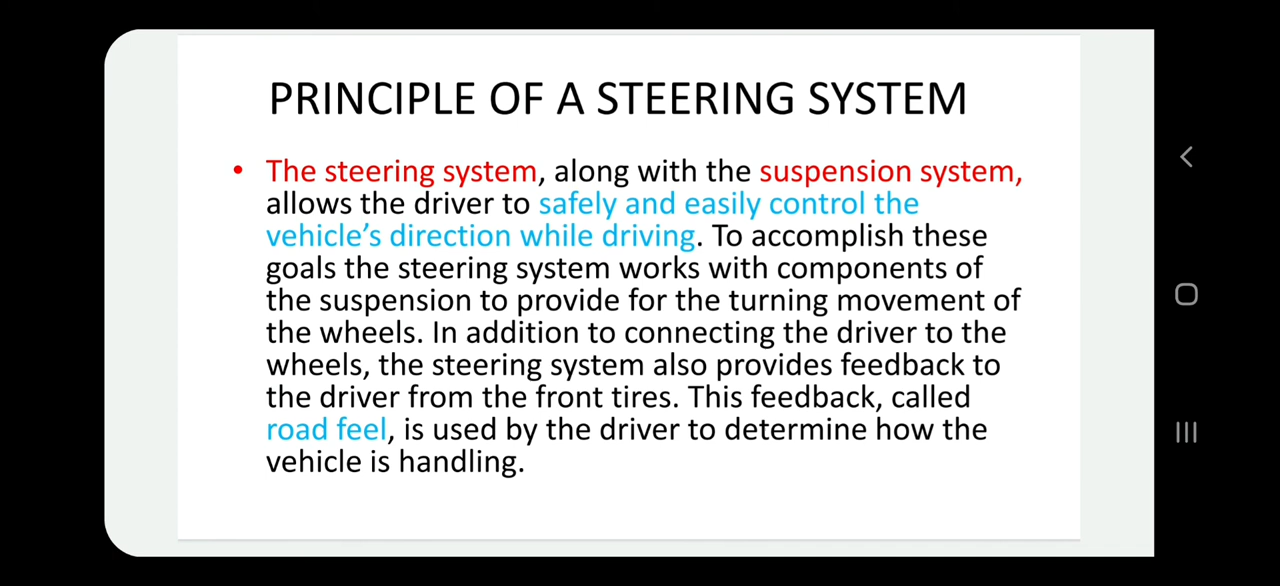 PRINCIPLE OF A STEERING SYSTEM
• The steering system, along with the suspension system,
allows the driver to safely and easily control the
vehicle’s direction while driving. To accomplish these
goals the steering system works with components of
the suspension to provide for the turning movement of
the wheels. In addition to connecting the driver to the
wheels, the steering system also provides feedback to
the driver from the front tires. This feedback, called
road feel, is used by the driver to determine how the
vehicle is handling.